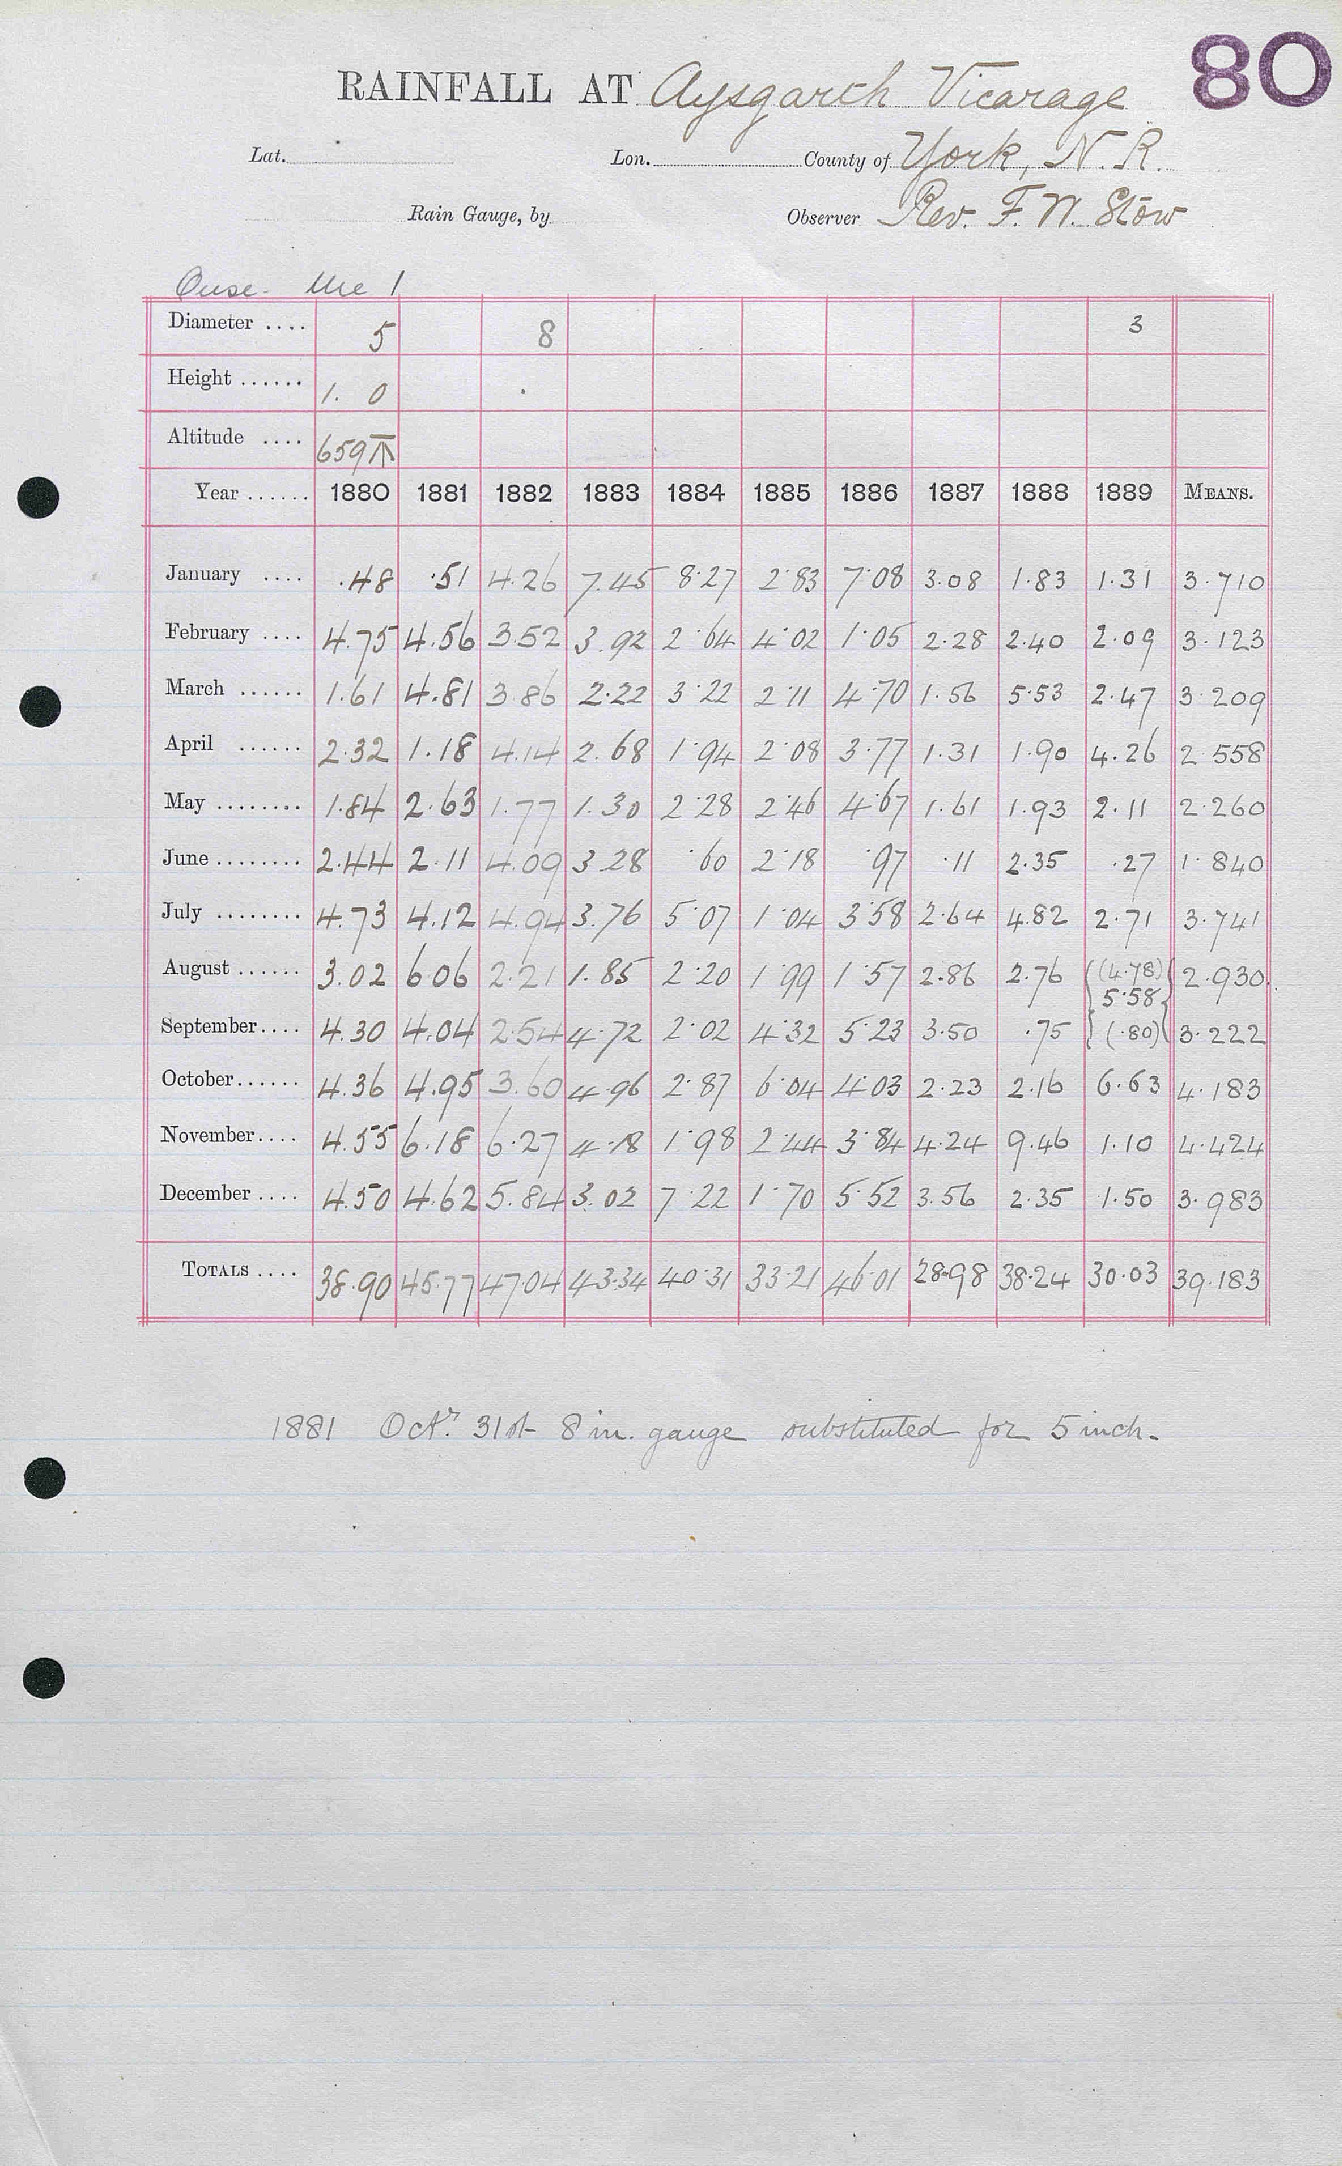 80
RAINFALL AT Aysgarth Vicarage
Lat. Lon. County of York, N. R.
Rain Gauge, by Observer Rev. F. W. Stow
Ouse - Ure 1
Diameter .... 5 8 3
Height ...... 1. 0
Altitude .... 659
Year ...... 1880 1881 1882 1883 1884 1885 1886 1887 1888 1889 MEANS.
January .... .48 .51 4.26 7.45 8.27 2.83 7.08 3.08 1.83 1.31 3.710
February .... 4.75 4.56 3.52 3.92 2.64 4.02 1.05 2.28 2.40 2.09 3.123
March ...... 1.61 4.81 3.86 2.22 3.22 2.11 4.70 1.56 5.53 2.47 3.209
April ...... 2.32 1.18 4.14 2.68 1.94 2.08 3.77 1.31 1.90 4.26 2.558
May ........ 1.84 2.63 1.77 1.30 2.28 2.46 4.67 1.61 1.93 2.11 2.260
June ........ 2.44 2.11 4.09 3.28 .60 2.18 .97 .11 2.35 .27 1.840
July ........ 4.73 4.12 4.94 3.76 5.07 1.04 3.58 2.64 4.82 2.71 3.741
August ...... 3.02 6.06 2.21 1.85 2.20 1.99 1.57 2.86 2.76 (4.78) 2.930
5.58
September.... 4.30 4.04 2.54 4.72 2.02 4.32 5.23 3.50 .75 (.80) 3.222
October...... 4.36 4.95 3.60 4.96 2.87 6.04 4.03 2.23 2.16 6.63 4.183
November.... 4.55 6.18 6.27 4.18 1.98 2.44 3.84 4.24 9.46 1.10 4.424
December .... 4.50 4.62 5.84 3.02 7.22 1.70 5.52 3.56 2.35 1.50 3.983
TOTALS .... 38.90 45.77 47.04 43.34 40.31 33.21 46.01 28.98 38.24 30.03 39.183
1881 Octr. 31st 8 in. gauge substituted for 5 inch.